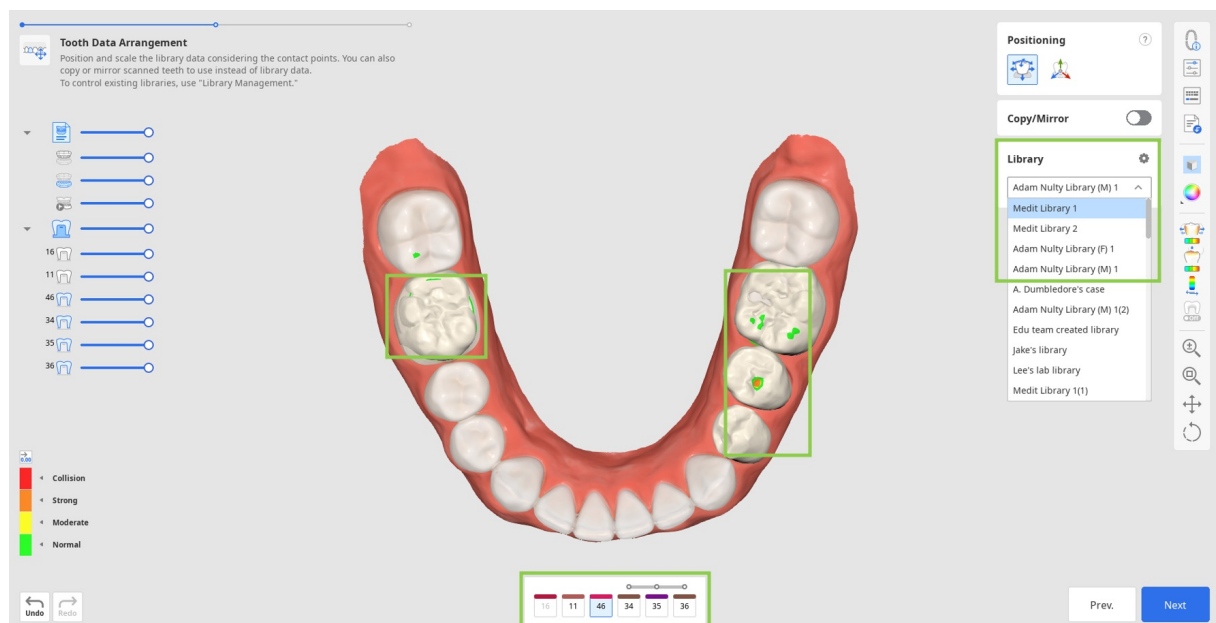 Tooth Data Arrangement
Position and scale the library data considering the contact points. You can also
copy or mirror scanned teeth to use instead of library data.
To control existing libraries, use "Library Management."
16
11
46
34
35
36
0.00
Collision
Strong
Moderate
Normal
Undo
Redo
16 11 46 34 35 36
Positioning ?
Copy/Mirror
Library
Adam Nulty Library (M) 1
Medit Library 1
Medit Library 2
Adam Nulty Library (F) 1
Adam Nulty Library (M) 1
A. Dumbledore's case
Adam Nulty Library (M) 1(2)
Edu team created library
Jake's library
Lee's lab library
Medit Library 1(1)
Prev.
Next